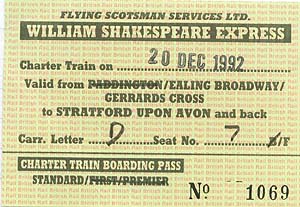 FLYING SCOTSMAN SERVICES LTD.
WILLIAM SHAKESPEARE EXPRESS
Charter Train on 20 DEC 1992
Valid from PADDINGTON/EALING BROADWAY/
GERRARDS CROSS
to STRATFORD UPON AVON and back
Carr. Letter D Seat No. 7 B/F
CHARTER TRAIN BOARDING PASS
STANDARD/FIRST/PREMIER
No 1069